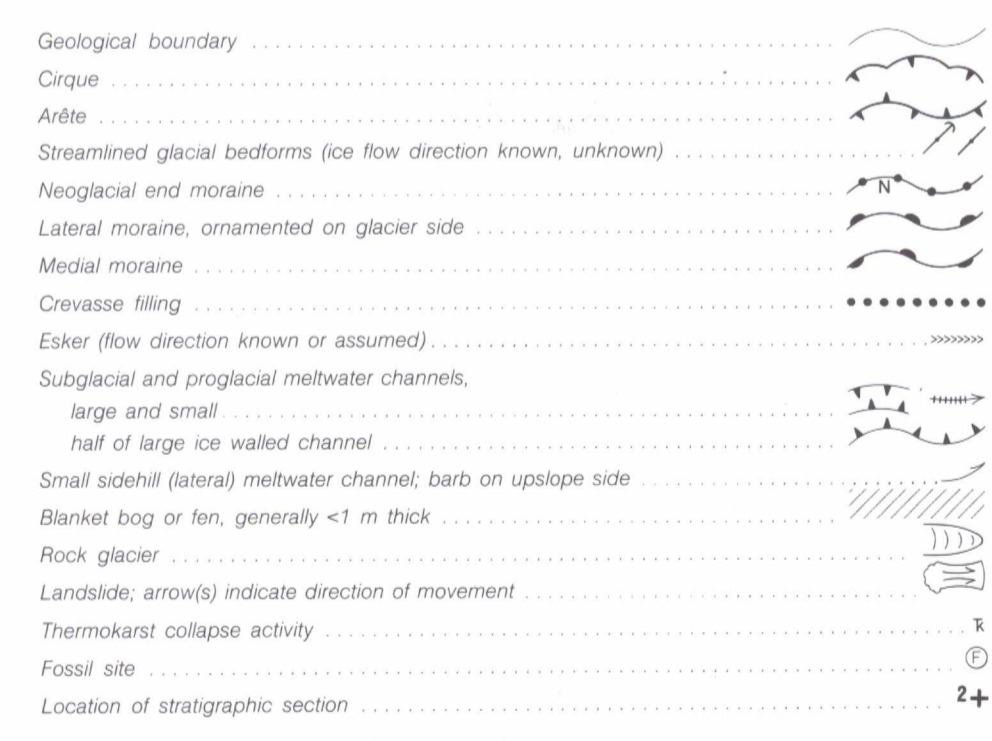 Geological boundary
Cirque
Arête
Streamlined glacial bedforms (ice flow direction known, unknown)
Neoglacial end moraine N
Lateral moraine, ornamented on glacier side
Medial moraine
Crevasse filling
Esker (flow direction known or assumed) »»»»
Subglacial and proglacial meltwater channels,
large and small
half of large ice walled channel
Small sidehill (lateral) meltwater channel; barb on upslope side
Blanket bog or fen, generally <1 m thick
Rock glacier
Landslide; arrow(s) indicate direction of movement
Thermokarst collapse activity TK
Fossil site F
Location of stratigraphic section 2+